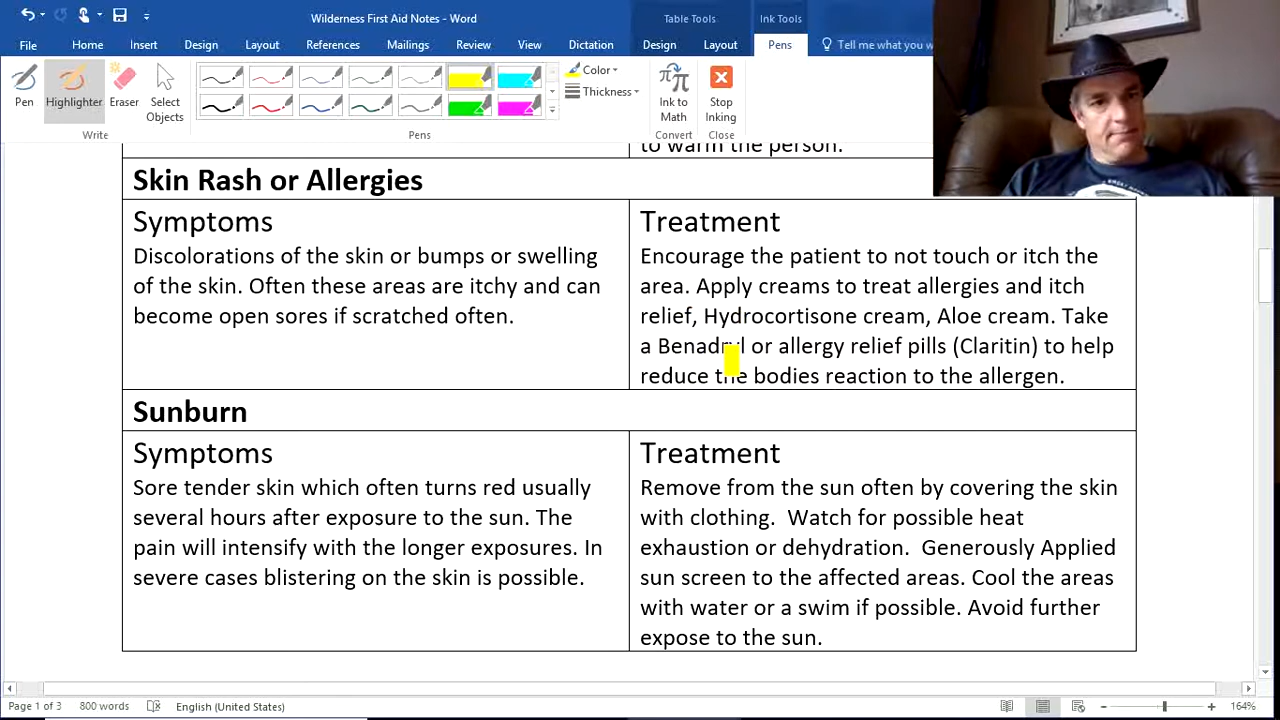 Wilderness First Aid Notes - Word
Table Tools
Ink Tools
File
Home
Insert
Design
Layout
References
Mailings
Review
View
Dictation
Design
Layout
Pens
Tell me what you w
Pen
Highlighter
Eraser
Select
Objects
Color
Thickness
Ink to
Math
Stop
Inking
Write
Pens
Convert
Close
to warm the person.
Skin Rash or Allergies
Symptoms
Discolorations of the skin or bumps or swelling
of the skin. Often these areas are itchy and can
become open sores if scratched often.
Treatment
Encourage the patient to not touch or itch the
area. Apply creams to treat allergies and itch
relief, Hydrocortisone cream, Aloe cream. Take
a Benadryl or allergy relief pills (Claritin) to help
reduce the bodies reaction to the allergen.
Sunburn
Symptoms
Sore tender skin which often turns red usually
several hours after exposure to the sun. The
pain will intensify with the longer exposures. In
severe cases blistering on the skin is possible.
Treatment
Remove from the sun often by covering the skin
with clothing.  Watch for possible heat
exhaustion or dehydration.  Generously Applied
sun screen to the affected areas. Cool the areas
with water or a swim if possible. Avoid further
expose to the sun.
Page 1 of 3
800 words
English (United States)
164%